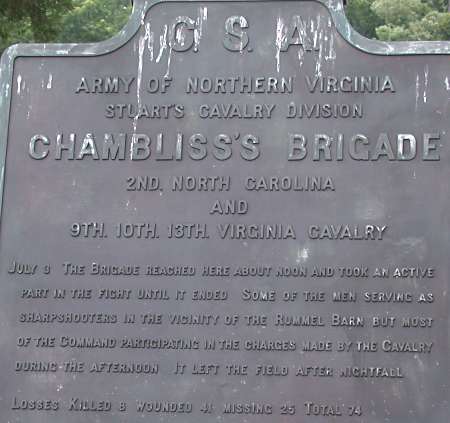 C. S. A.
ARMY OF NORTHERN VIRGINIA
STUART'S CAVALRY DIVISION
CHAMBLISS'S BRIGADE
2ND. NORTH CAROLINA
AND
9TH. 10TH. 13TH. VIRGINIA CAVALRY
JULY 3 THE BRIGADE REACHED HERE ABOUT NOON AND TOOK AN ACTIVE
PART IN THE FIGHT UNTIL IT ENDED SOME OF THE MEN SERVING AS
SHARPSHOOTERS IN THE VICINITY OF THE RUMMEL BARN BUT MOST
OF THE COMMAND PARTICIPATING IN THE CHARGES MADE BY THE CAVALRY
DURING THE AFTERNOON IT LEFT THE FIELD AFTER NIGHTFALL
LOSSES KILLED 8 WOUNDED 41 MISSING 25 TOTAL 74